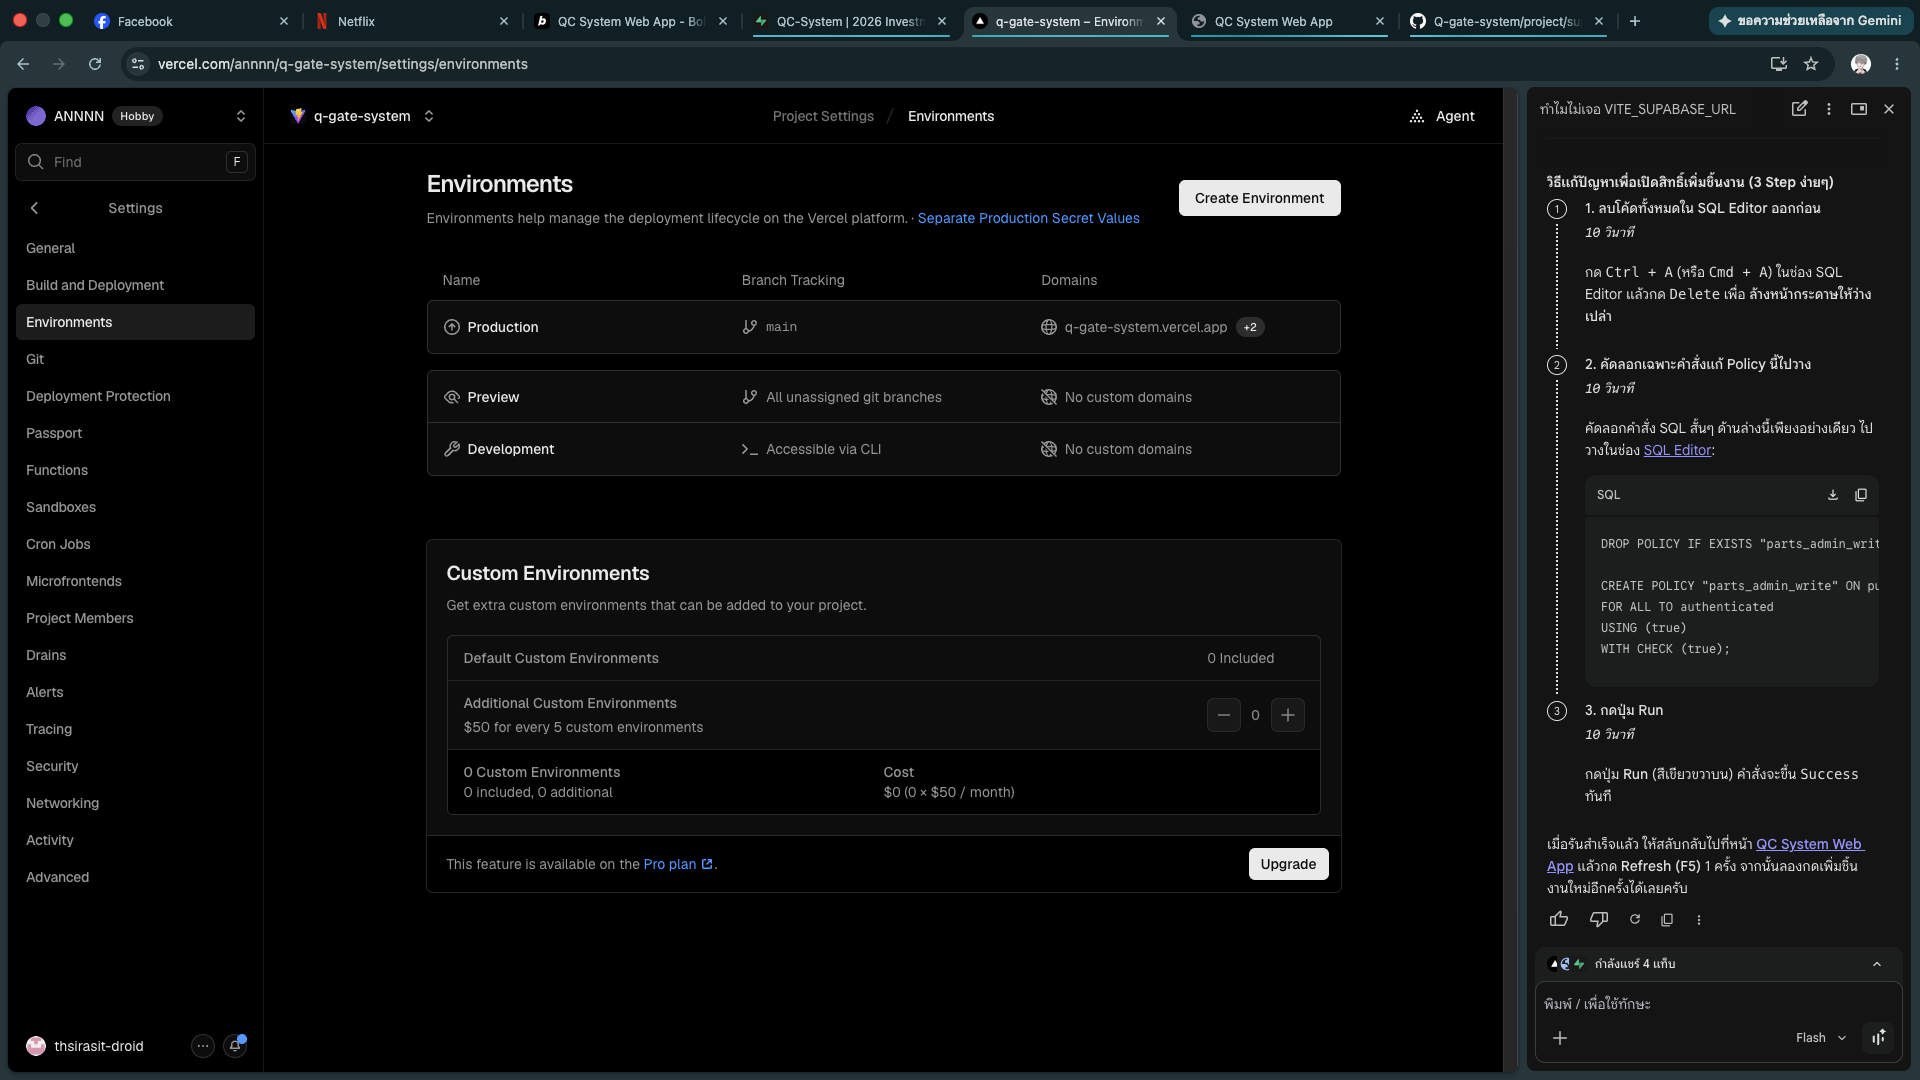 Facebook
Netflix
QC System Web App - Bol
QC-System | 2026 Investm
q-gate-system – Environm
QC System Web App
Q-gate-system/project/su
ขอความช่วยเหลือจาก Gemini
vercel.com/annnn/q-gate-system/settings/environments
ANNNN Hobby
Find F
Settings
General
Build and Deployment
Environments
Git
Deployment Protection
Passport
Functions
Sandboxes
Cron Jobs
Microfrontends
Project Members
Drains
Alerts
Tracing
Security
Networking
Activity
Advanced
thsirasit-droid
q-gate-system
Project Settings / Environments
Agent
Environments
Environments help manage the deployment lifecycle on the Vercel platform. · Separate Production Secret Values
Create Environment
Name Branch Tracking Domains
Production main q-gate-system.vercel.app +2
Preview All unassigned git branches No custom domains
Development Accessible via CLI No custom domains
Custom Environments
Get extra custom environments that can be added to your project.
Default Custom Environments 0 Included
Additional Custom Environments
$50 for every 5 custom environments
0
0 Custom Environments Cost
0 included, 0 additional $0 (0 × $50 / month)
This feature is available on the Pro plan.
Upgrade
ทำไมไม่เจอ VITE_SUPABASE_URL
วิธีแก้ปัญหาเพื่อเปิดสิทธิ์เพิ่มชิ้นงาน (3 Step ง่ายๆ)
1 1. ลบโค้ดทั้งหมดใน SQL Editor ออกก่อน
10 วินาที
กด Ctrl + A (หรือ Cmd + A) ในช่อง SQL
Editor แล้วกด Delete เพื่อ ล้างหน้ากระดาษให้ว่าง
เปล่า
2 2. คัดลอกเฉพาะคำสั่งแก้ Policy นี้ไปวาง
10 วินาที
คัดลอกคำสั่ง SQL สั้นๆ ด้านล่างนี้เพียงอย่างเดียว ไป
วางในช่อง SQL Editor:
SQL
DROP POLICY IF EXISTS "parts_admin_writ
CREATE POLICY "parts_admin_write" ON pu
FOR ALL TO authenticated
USING (true)
WITH CHECK (true);
3 3. กดปุ่ม Run
10 วินาที
กดปุ่ม Run (สีเขียวขวาบน) คำสั่งจะขึ้น Success
ทันที
เมื่อรันสำเร็จแล้ว ให้สลับกลับไปที่หน้า QC System Web
App แล้วกด Refresh (F5) 1 ครั้ง จากนั้นลองกดเพิ่มชิ้น
งานใหม่อีกครั้งได้เลยครับ
กำลังแชร์ 4 แท็บ
พิมพ์ / เพื่อใช้ทักษะ
Flash